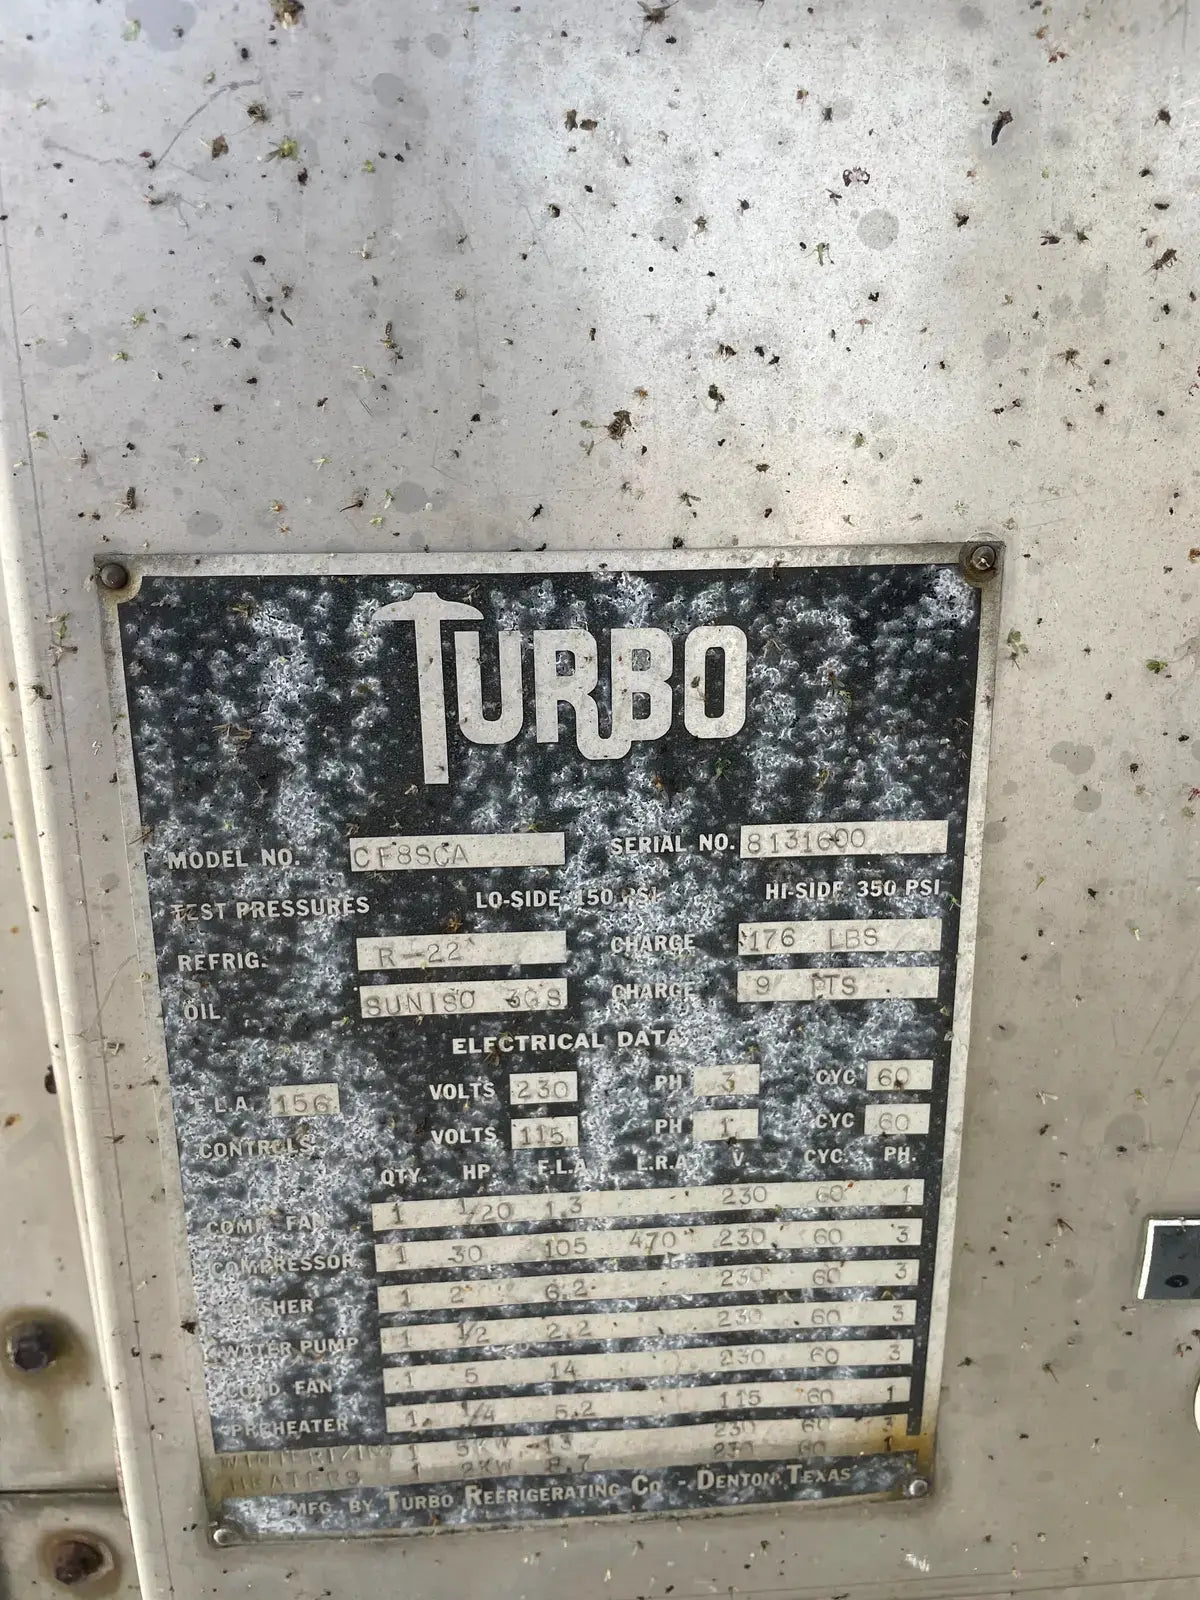 TURBO
MODEL NO. CF8SCA SERIAL NO. 8131600
TEST PRESSURES LO-SIDE 150 PSI HI-SIDE 350 PSI
REFRIG. R-22 CHARGE 176 LBS
OIL SUNISO 3GS CHARGE 9 PTS
ELECTRICAL DATA
F.L.A. 156 VOLTS 230 PH 3 CYC 60
CONTROLS VOLTS 115 PH 1 CYC 60
QTY. HP F.L.A. L.R.A. V. CYC. PH.
COMP. FAN 1 1/20 1.3 230 60 1
COMPRESSOR 1 30 105 470 230 60 3
CRUSHER 1 2 6.2 230 60 3
WATER PUMP 1 1/2 2.2 230 60 3
COND. FAN 1 5 14 230 60 3
PREHEATER 1 1/4 5.2 115 60 1
1 5KW 13 230 60 3
HEATERS 1 2KW 8.7 230 60 1
MFG. BY TURBO REFRIGERATING CO - DENTON, TEXAS